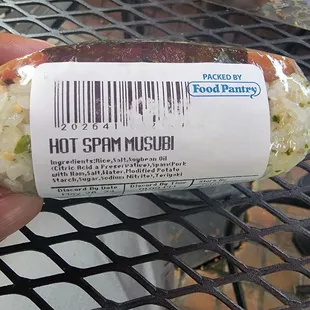 PACKED BY
Food Pantry
202641
HOT SPAM MUSUBI
Ingredients:Rice,Salt,Soybean Oil
(Citric Acid a Preservative),Spam(Pork
with Ham,Salt,Water,Modified Potato
Starch,Sugar,Sodium Nitrite),Teriyaki
Discard By Date Discard By Time